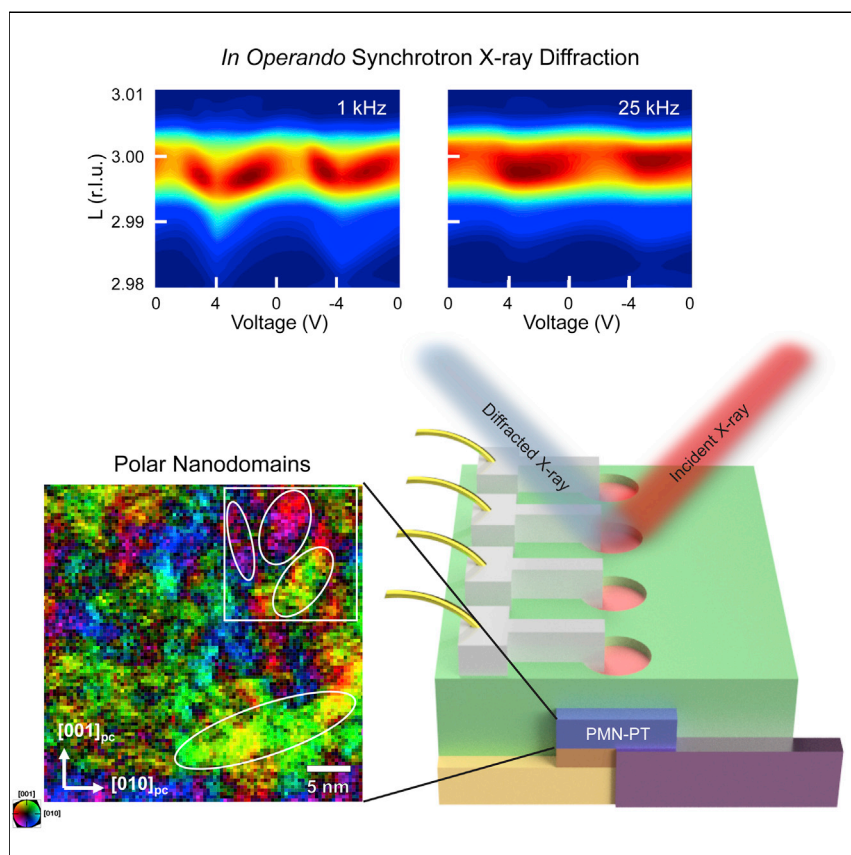 In Operando Synchrotron X-ray Diffraction
3.01
3.00
2.99
2.98
L (r.l.u.)
1 kHz
0 4 0 -4 0
Voltage (V)
25 kHz
0 4 0 -4 0
Voltage (V)
Diffracted X-ray
Incident X-ray
Polar Nanodomains
[001]pc
[010]pc
5 nm
[001]
[010]
PMN-PT